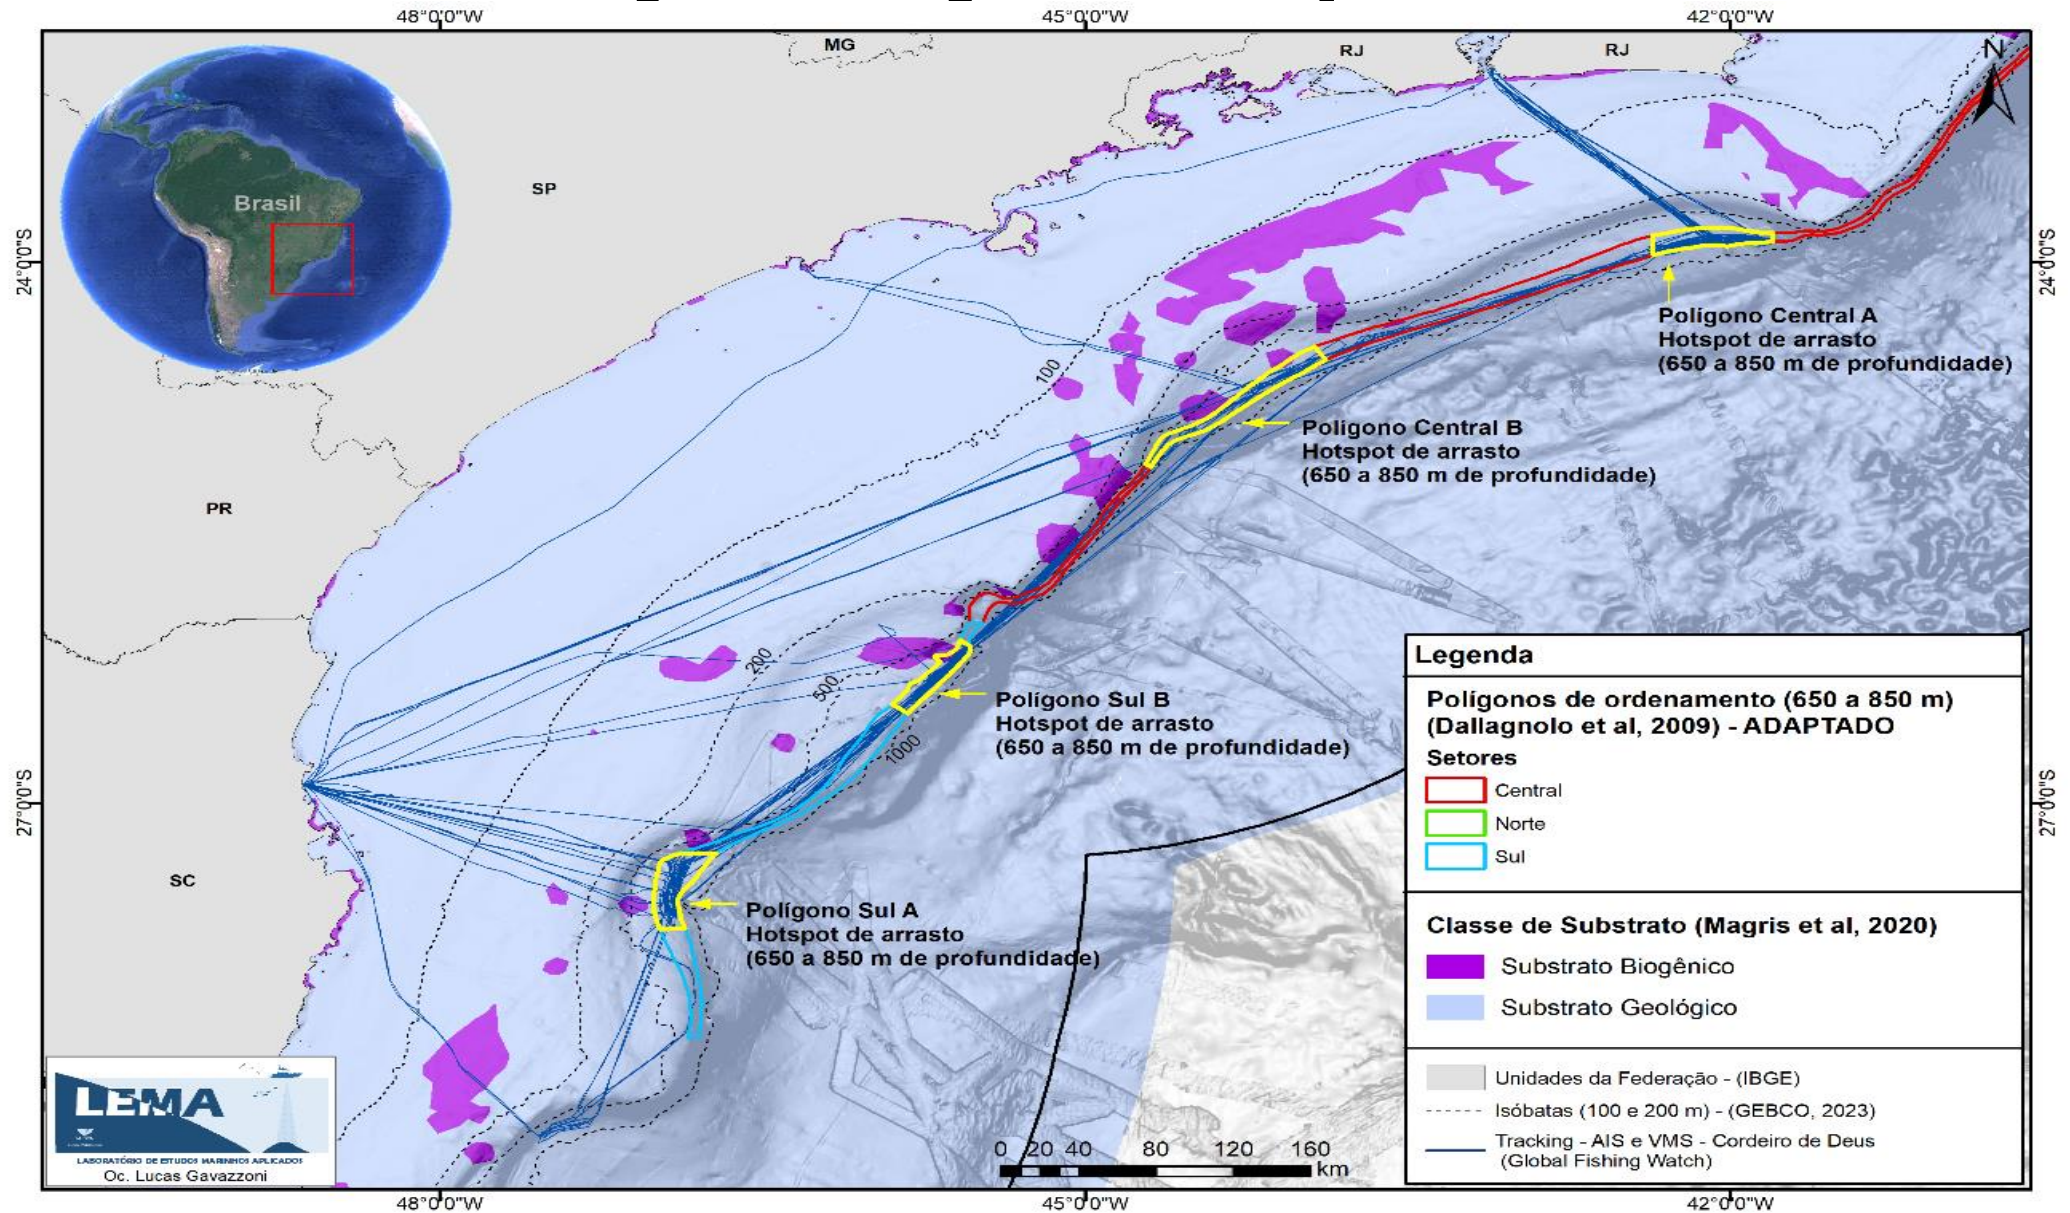 48°0'0"W
45°0'0"W
42°0'0"W
MG
RJ
RJ
N
SP
Brasil
24°0'0"S
24°0'0"S
Polígono Central A
Hotspot de arrasto
(650 a 850 m de profundidade)
100
Polígono Central B
Hotspot de arrasto
(650 a 850 m de profundidade)
PR
200
500
Polígono Sul B
Hotspot de arrasto
(650 a 850 m de profundidade)
1000
27°0'0"S
27°0'0"S
SC
Polígono Sul A
Hotspot de arrasto
(650 a 850 m de profundidade)
Legenda
Polígonos de ordenamento (650 a 850 m)
(Dallagnolo et al, 2009) - ADAPTADO
Setores
Central
Norte
Sul
Classe de Substrato (Magris et al, 2020)
Substrato Biogênico
Substrato Geológico
Unidades da Federação - (IBGE)
Isóbatas (100 e 200 m) - (GEBCO, 2023)
Tracking - AIS e VMS - Cordeiro de Deus
(Global Fishing Watch)
LEMA
LABORATÓRIO DE ESTUDOS MARINHOS APLICADOS
Oc. Lucas Gavazzoni
0 20 40 80 120 160
km
48°0'0"W
45°0'0"W
42°0'0"W